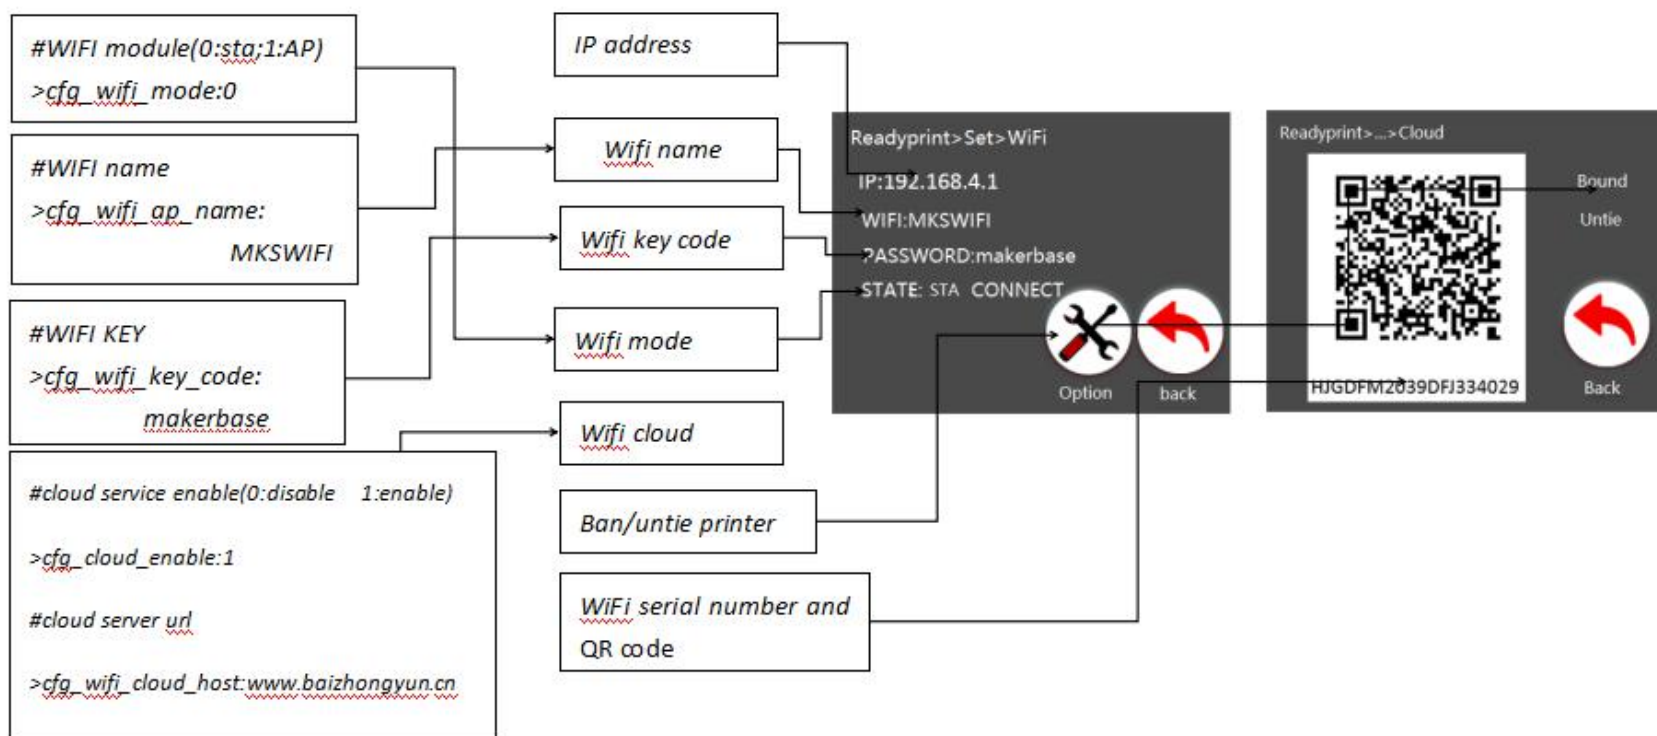 #WIFI module(0:sta;1:AP)
>cfg_wifi_mode:0
#WIFI name
>cfg_wifi_ap_name:
MKSWIFI
#WIFI KEY
>cfg_wifi_key_code:
makerbase
#cloud service enable(0:disable 1:enable)
>cfg_cloud_enable:1
#cloud server url
>cfg_wifi_cloud_host:www.baizhongyun.cn
IP address
Wifi name
Wifi key code
Wifi mode
Wifi cloud
Ban/untie printer
WiFi serial number and
QR code
Readyprint>Set>WiFi
IP:192.168.4.1
WIFI:MKSWIFI
PASSWORD:makerbase
STATE: STA CONNECT
Option
back
Readyprint>...>Cloud
Bound
Untie
HJGDFM2039DFJ334029
Back